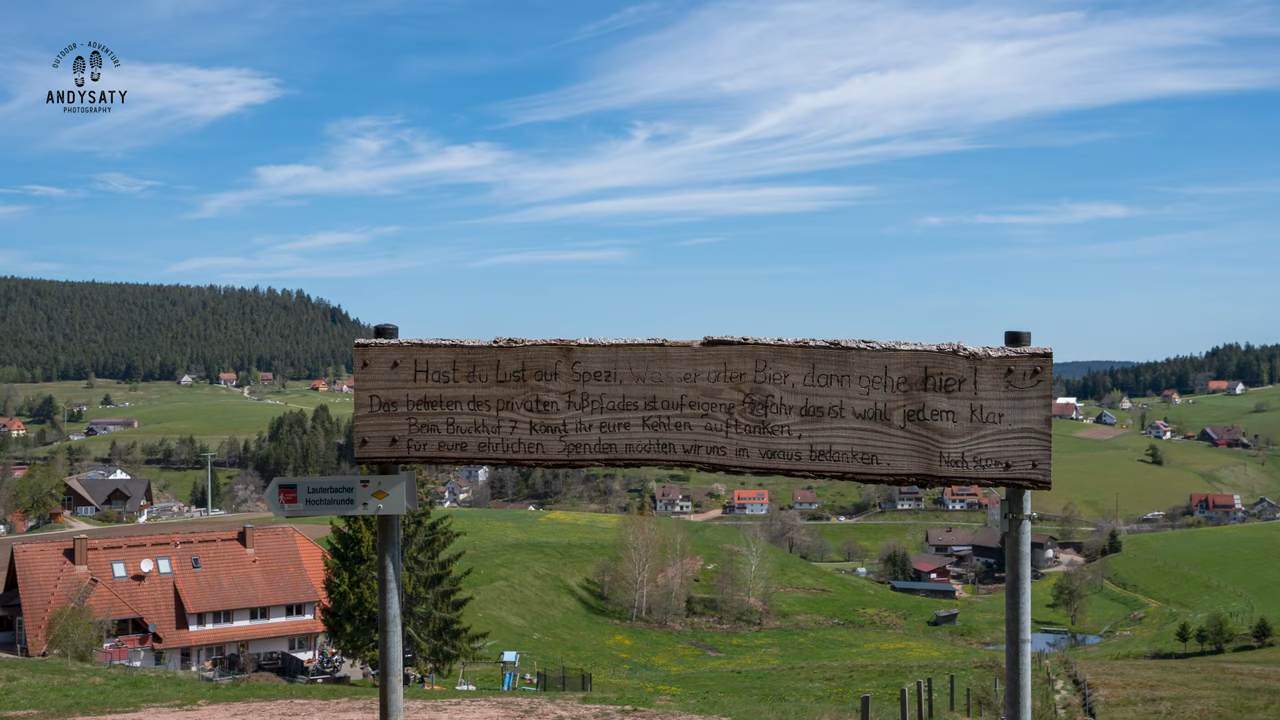 OUTDOOR - ADVENTURE
ANDYSATY
PHOTOGRAPHY
Hast du Lust auf Spezi, Wasser oder Bier, dann gehe hier!
Das betreten des privaten Fußpfades ist auf eigene Gefahr das ist wohl jedem klar.
Beim Bruckhof 7 könnt ihr eure Kehlen auftanken,
für eure ehrlichen Spenden möchten wir uns im voraus bedanken.
Noch 560m
Lauterbacher
Hochtalrunde